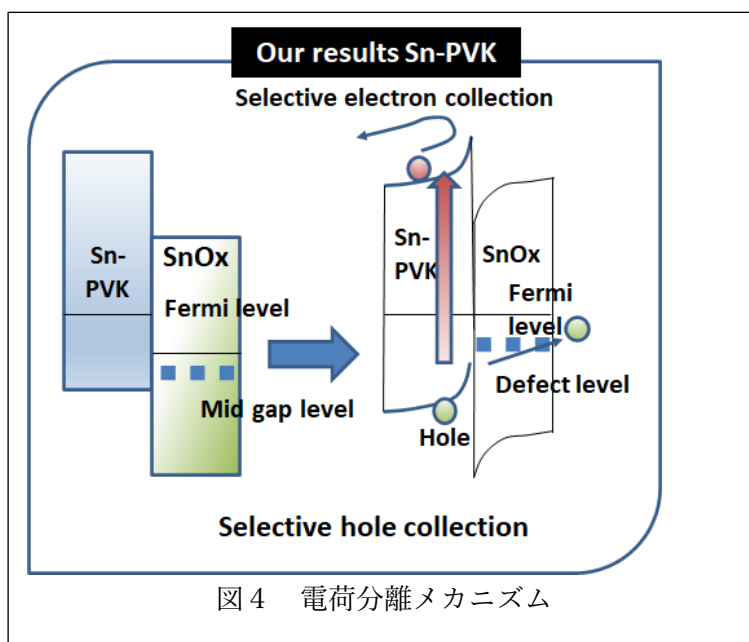 Our results Sn-PVK
Selective electron collection
Sn-
PVK
SnOx
Fermi level
Mid gap level
Sn-
PVK
SnOx
Fermi
level
Defect level
Hole
Selective hole collection
図４　電荷分離メカニズム